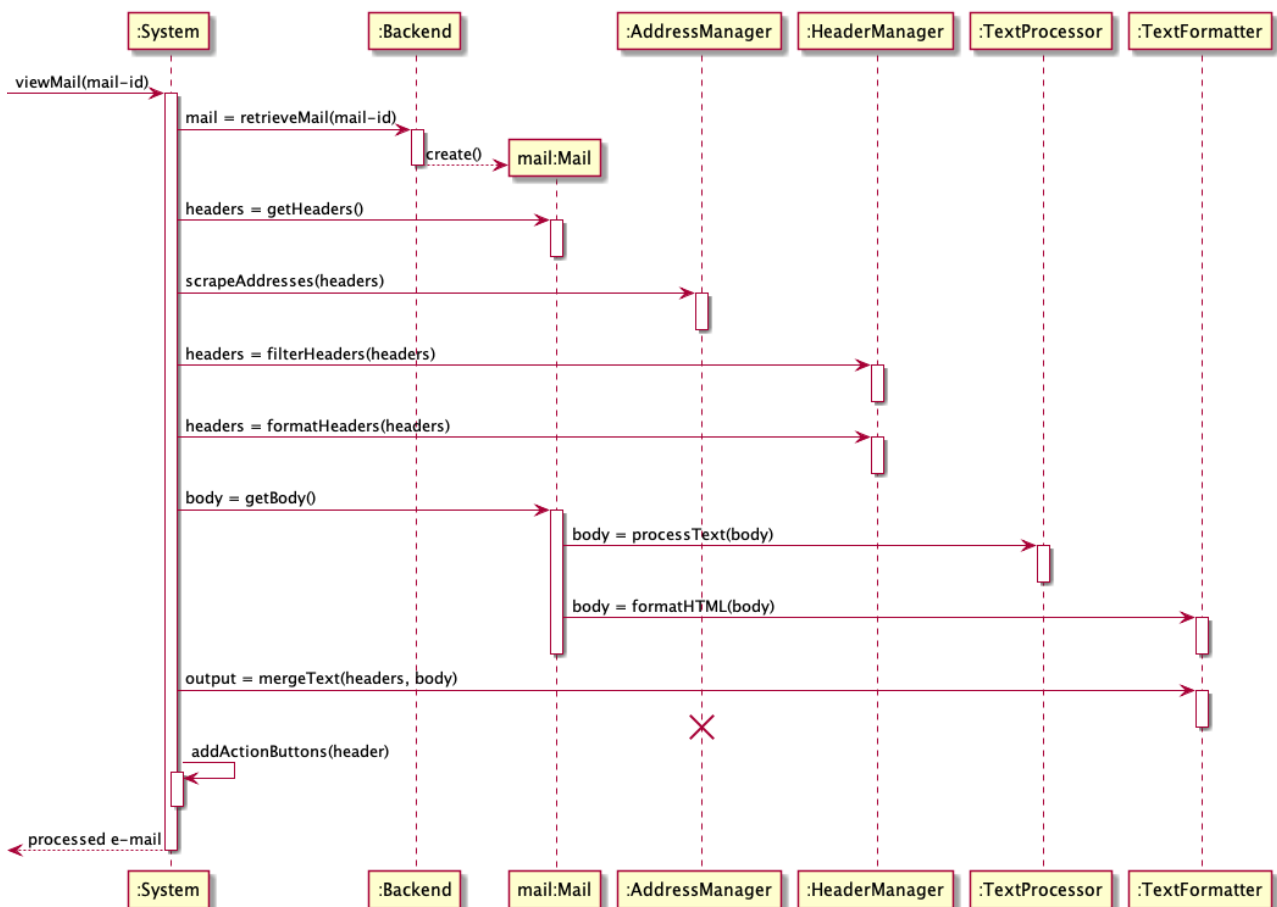 :System
:Backend
:AddressManager
:HeaderManager
:TextProcessor
:TextFormatter
viewMail(mail-id)
mail = retrieveMail(mail-id)
create()
mail:Mail
headers = getHeaders()
scrapeAddresses(headers)
headers = filterHeaders(headers)
headers = formatHeaders(headers)
body = getBody()
body = processText(body)
body = formatHTML(body)
output = mergeText(headers, body)
addActionButtons(header)
processed e-mail
:System
:Backend
mail:Mail
:AddressManager
:HeaderManager
:TextProcessor
:TextFormatter